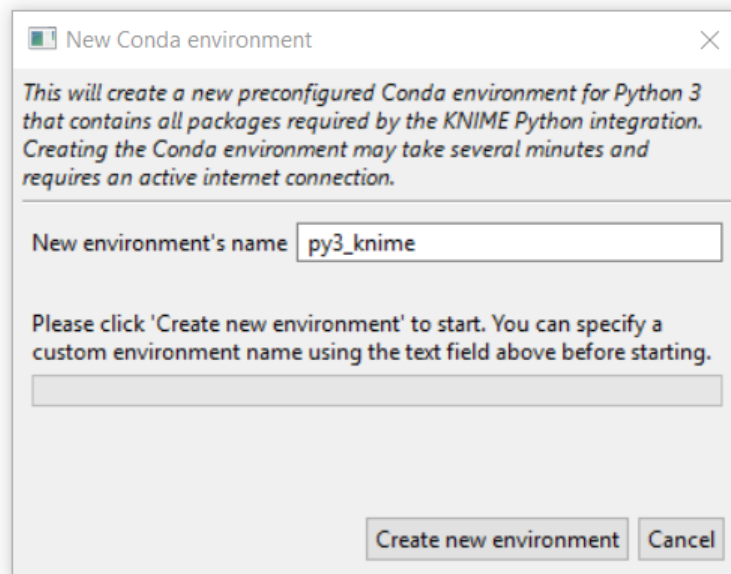 New Conda environment
This will create a new preconfigured Conda environment for Python 3
that contains all packages required by the KNIME Python integration.
Creating the Conda environment may take several minutes and
requires an active internet connection.
New environment's name py3_knime
Please click 'Create new environment' to start. You can specify a
custom environment name using the text field above before starting.
Create new environment Cancel